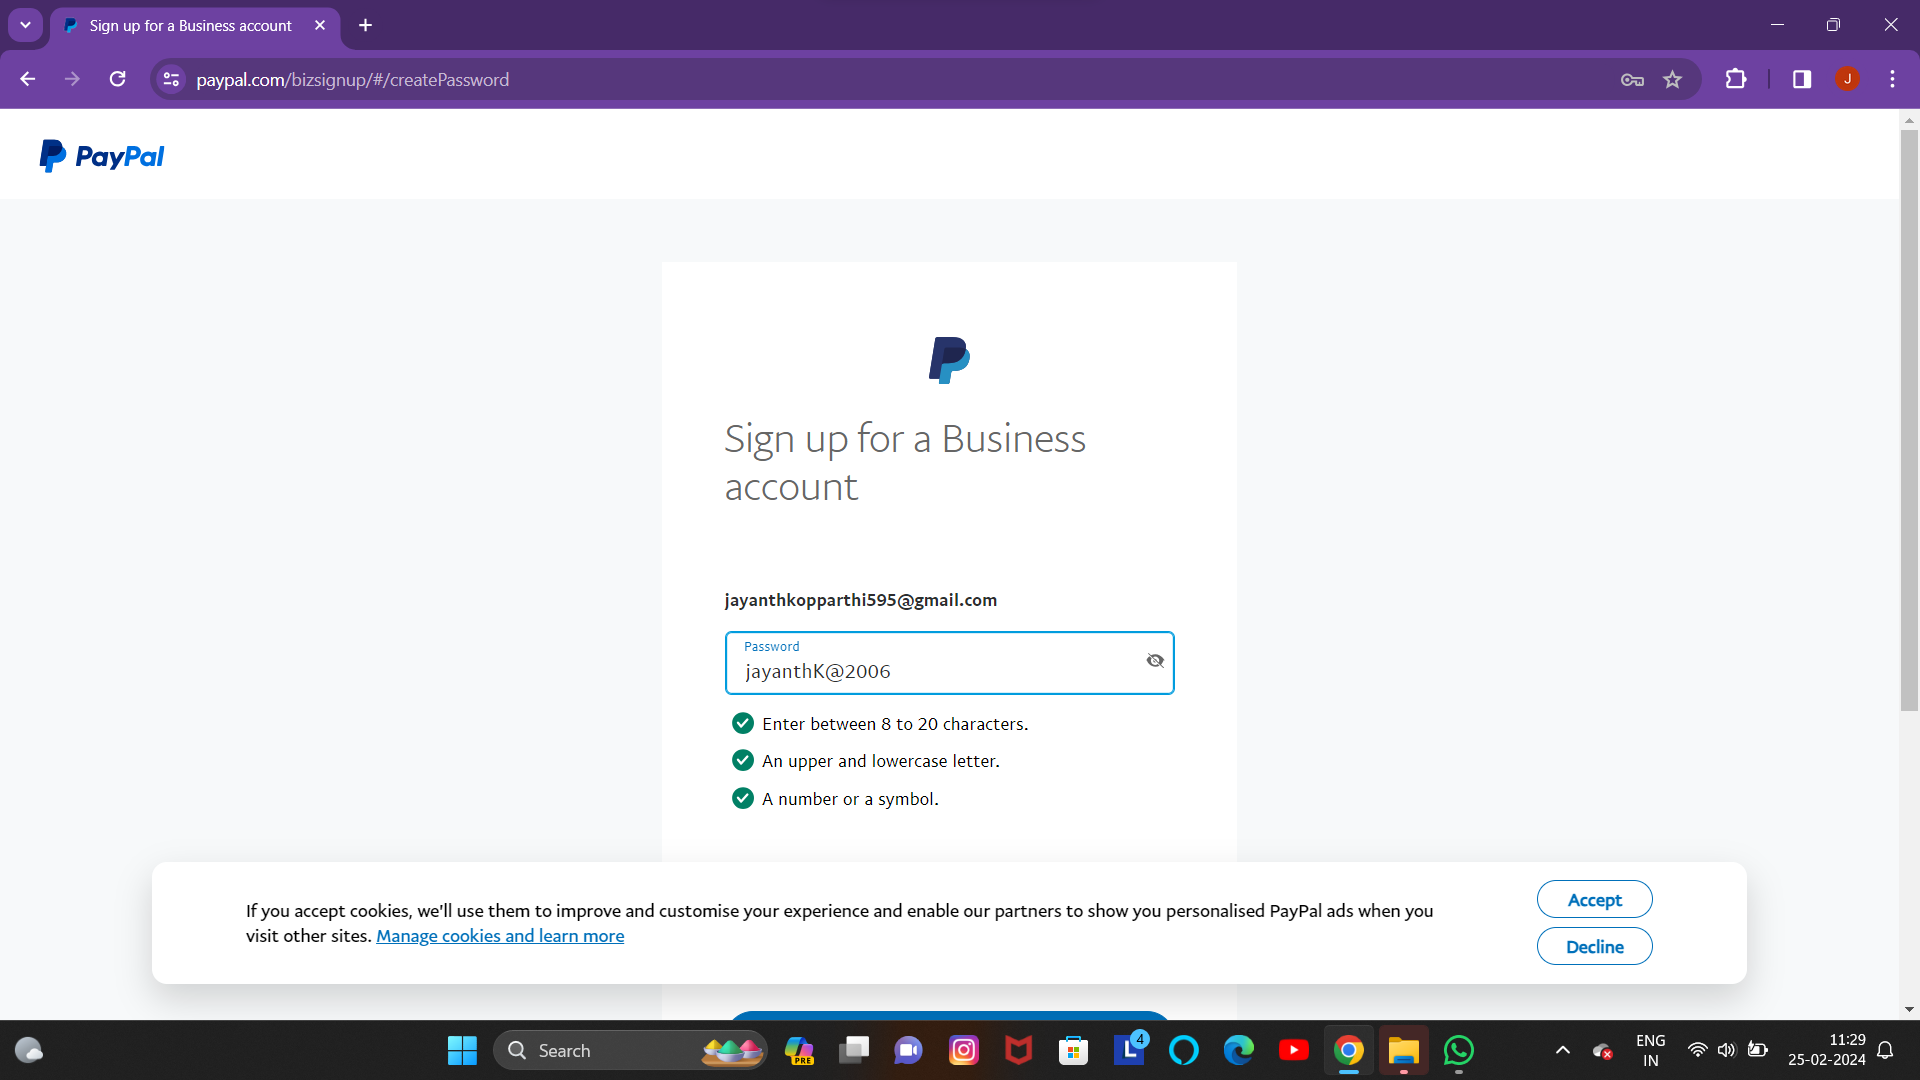 Sign up for a Business account
paypal.com/bizsignup/#/createPassword
J
PayPal
Sign up for a Business
account
jayanthkopparthi595@gmail.com
Password
jayanthK@2006
Enter between 8 to 20 characters.
An upper and lowercase letter.
A number or a symbol.
If you accept cookies, we'll use them to improve and customise your experience and enable our partners to show you personalised PayPal ads when you
visit other sites. Manage cookies and learn more
Accept
Decline
Search
PRE
L
4
ENG
IN
11:29
25-02-2024